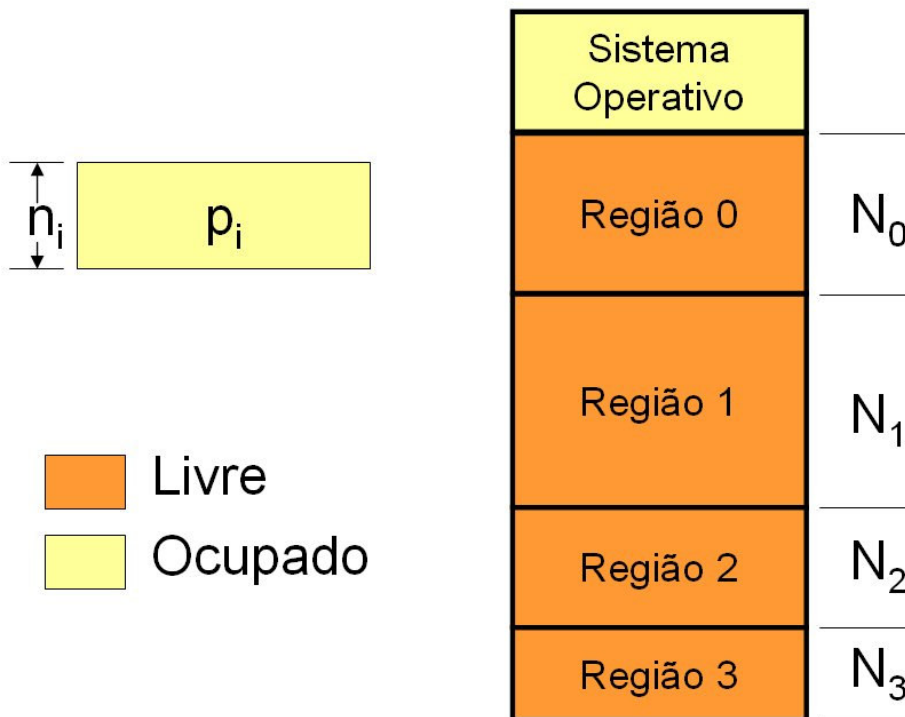 Sistema
Operativo
nᵢ
pᵢ
Região 0
N₀
Região 1
N₁
Livre
Ocupado
Região 2
N₂
Região 3
N₃